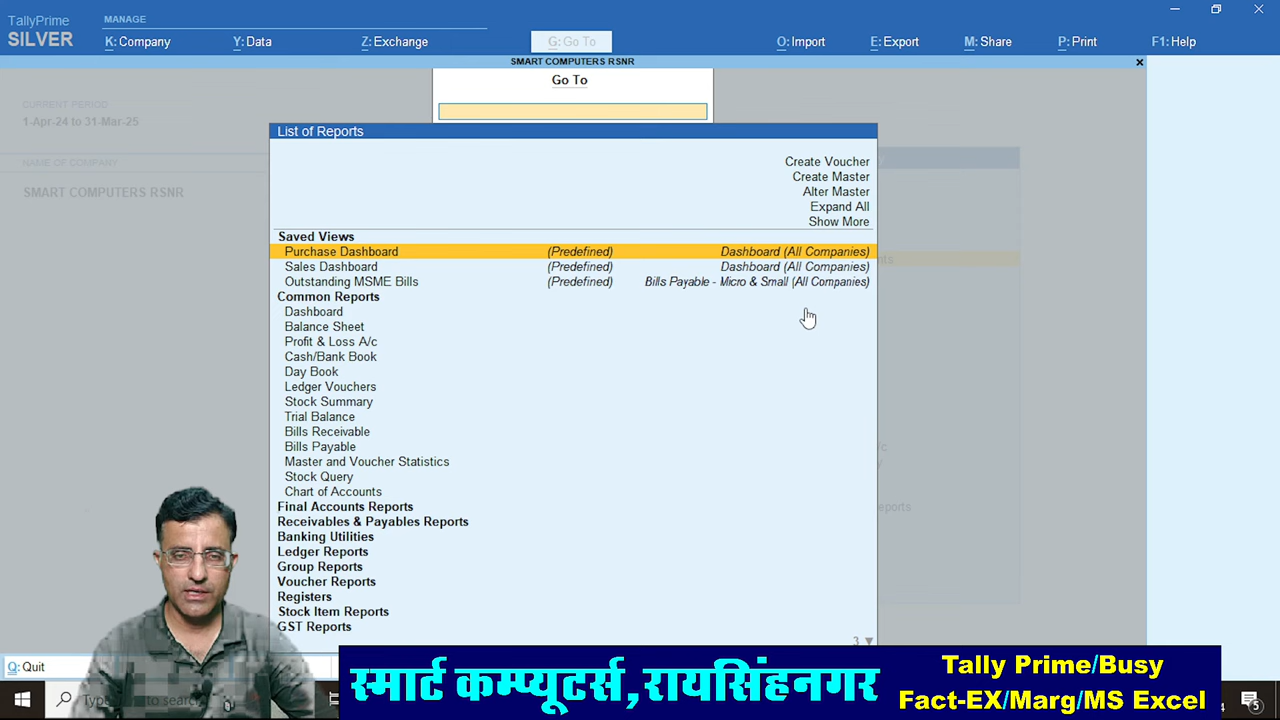 TallyPrime
SILVER
MANAGE
K: Company
Y: Data
Z: Exchange
G: Go To
O: Import
E: Export
M: Share
P: Print
F1: Help
SMART COMPUTERS RSNR
CURRENT PERIOD
1-Apr-24 to 31-Mar-25
NAME OF COMPANY
SMART COMPUTERS RSNR
Go To
List of Reports
Create Voucher
Create Master
Alter Master
Expand All
Show More
Saved Views
Purchase Dashboard (Predefined) Dashboard (All Companies)
Sales Dashboard (Predefined) Dashboard (All Companies)
Outstanding MSME Bills (Predefined) Bills Payable - Micro & Small (All Companies)
Common Reports
Dashboard
Balance Sheet
Profit & Loss A/c
Cash/Bank Book
Day Book
Ledger Vouchers
Stock Summary
Trial Balance
Bills Receivable
Bills Payable
Master and Voucher Statistics
Stock Query
Chart of Accounts
Final Accounts Reports
Receivables & Payables Reports
Banking Utilities
Ledger Reports
Group Reports
Voucher Reports
Registers
Stock Item Reports
GST Reports
3
Q: Quit
Type here to search
स्मार्ट कम्प्यूटर्स,रायसिंहनगर
Tally Prime/Busy
Fact-EX/Marg/MS Excel
5